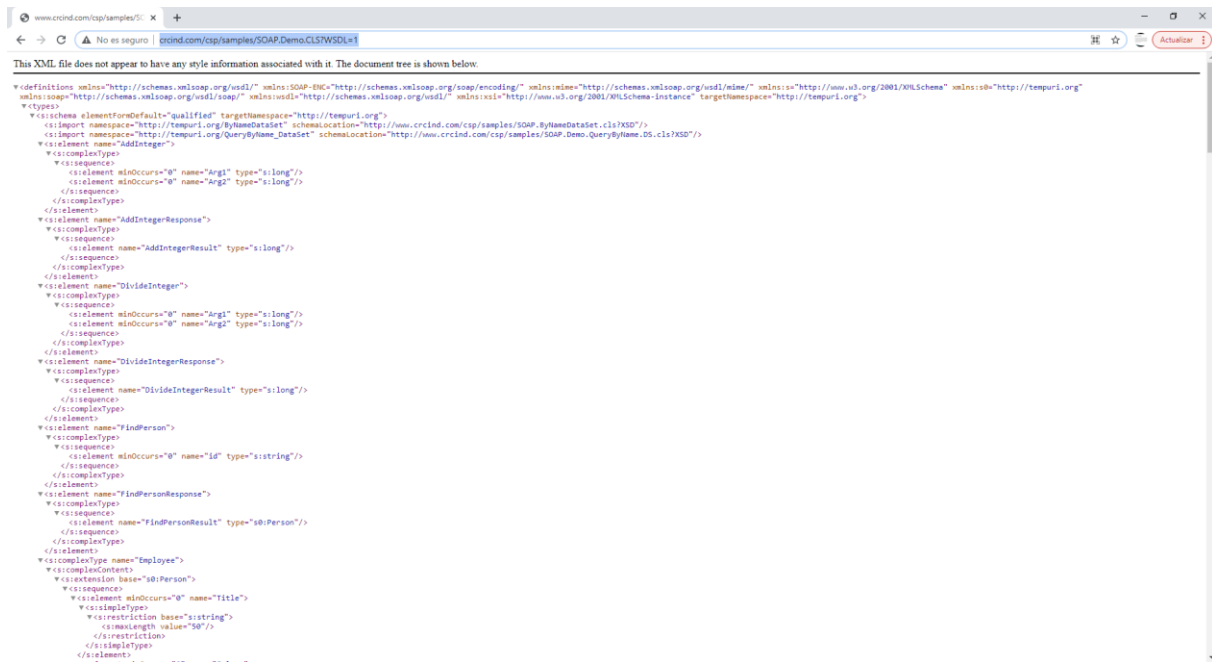 www.crcind.com/csp/samples/SO
No es seguro | crcind.com/csp/samples/SOAP.Demo.CLS?WSDL=1
Actualizar
This XML file does not appear to have any style information associated with it. The document tree is shown below.
▼<definitions xmlns="http://schemas.xmlsoap.org/wsdl/" xmlns:SOAP-ENC="http://schemas.xmlsoap.org/soap/encoding/" xmlns:mime="http://schemas.xmlsoap.org/wsdl/mime/" xmlns:s="http://www.w3.org/2001/XMLSchema" xmlns:s0="http://tempuri.org"
xmlns:soap="http://schemas.xmlsoap.org/wsdl/soap/" xmlns:wsdl="http://schemas.xmlsoap.org/wsdl/" xmlns:xsi="http://www.w3.org/2001/XMLSchema-instance" targetNamespace="http://tempuri.org">
▼<types>
▼<s:schema elementFormDefault="qualified" targetNamespace="http://tempuri.org">
<s:import namespace="http://tempuri.org/ByNameDataSet" schemaLocation="http://www.crcind.com/csp/samples/SOAP.ByNameDataSet.cls?XSD"/>
<s:import namespace="http://tempuri.org/QueryByName_DataSet" schemaLocation="http://www.crcind.com/csp/samples/SOAP.Demo.QueryByName.DS.cls?XSD"/>
▼<s:element name="AddInteger">
▼<s:complexType>
▼<s:sequence>
<s:element minOccurs="0" name="Arg1" type="s:long"/>
<s:element minOccurs="0" name="Arg2" type="s:long"/>
</s:sequence>
</s:complexType>
</s:element>
▼<s:element name="AddIntegerResponse">
▼<s:complexType>
▼<s:sequence>
<s:element name="AddIntegerResult" type="s:long"/>
</s:sequence>
</s:complexType>
</s:element>
▼<s:element name="DivideInteger">
▼<s:complexType>
▼<s:sequence>
<s:element minOccurs="0" name="Arg1" type="s:long"/>
<s:element minOccurs="0" name="Arg2" type="s:long"/>
</s:sequence>
</s:complexType>
</s:element>
▼<s:element name="DivideIntegerResponse">
▼<s:complexType>
▼<s:sequence>
<s:element name="DivideIntegerResult" type="s:long"/>
</s:sequence>
</s:complexType>
</s:element>
▼<s:element name="FindPerson">
▼<s:complexType>
▼<s:sequence>
<s:element minOccurs="0" name="id" type="s:string"/>
</s:sequence>
</s:complexType>
</s:element>
▼<s:element name="FindPersonResponse">
▼<s:complexType>
▼<s:sequence>
<s:element name="FindPersonResult" type="s0:Person"/>
</s:sequence>
</s:complexType>
</s:element>
▼<s:complexType name="Employee">
▼<s:complexContent>
▼<s:extension base="s0:Person">
▼<s:sequence>
▼<s:element minOccurs="0" name="Title">
▼<s:simpleType>
▼<s:restriction base="s:string">
<s:maxLength value="50"/>
</s:restriction>
</s:simpleType>
</s:element>